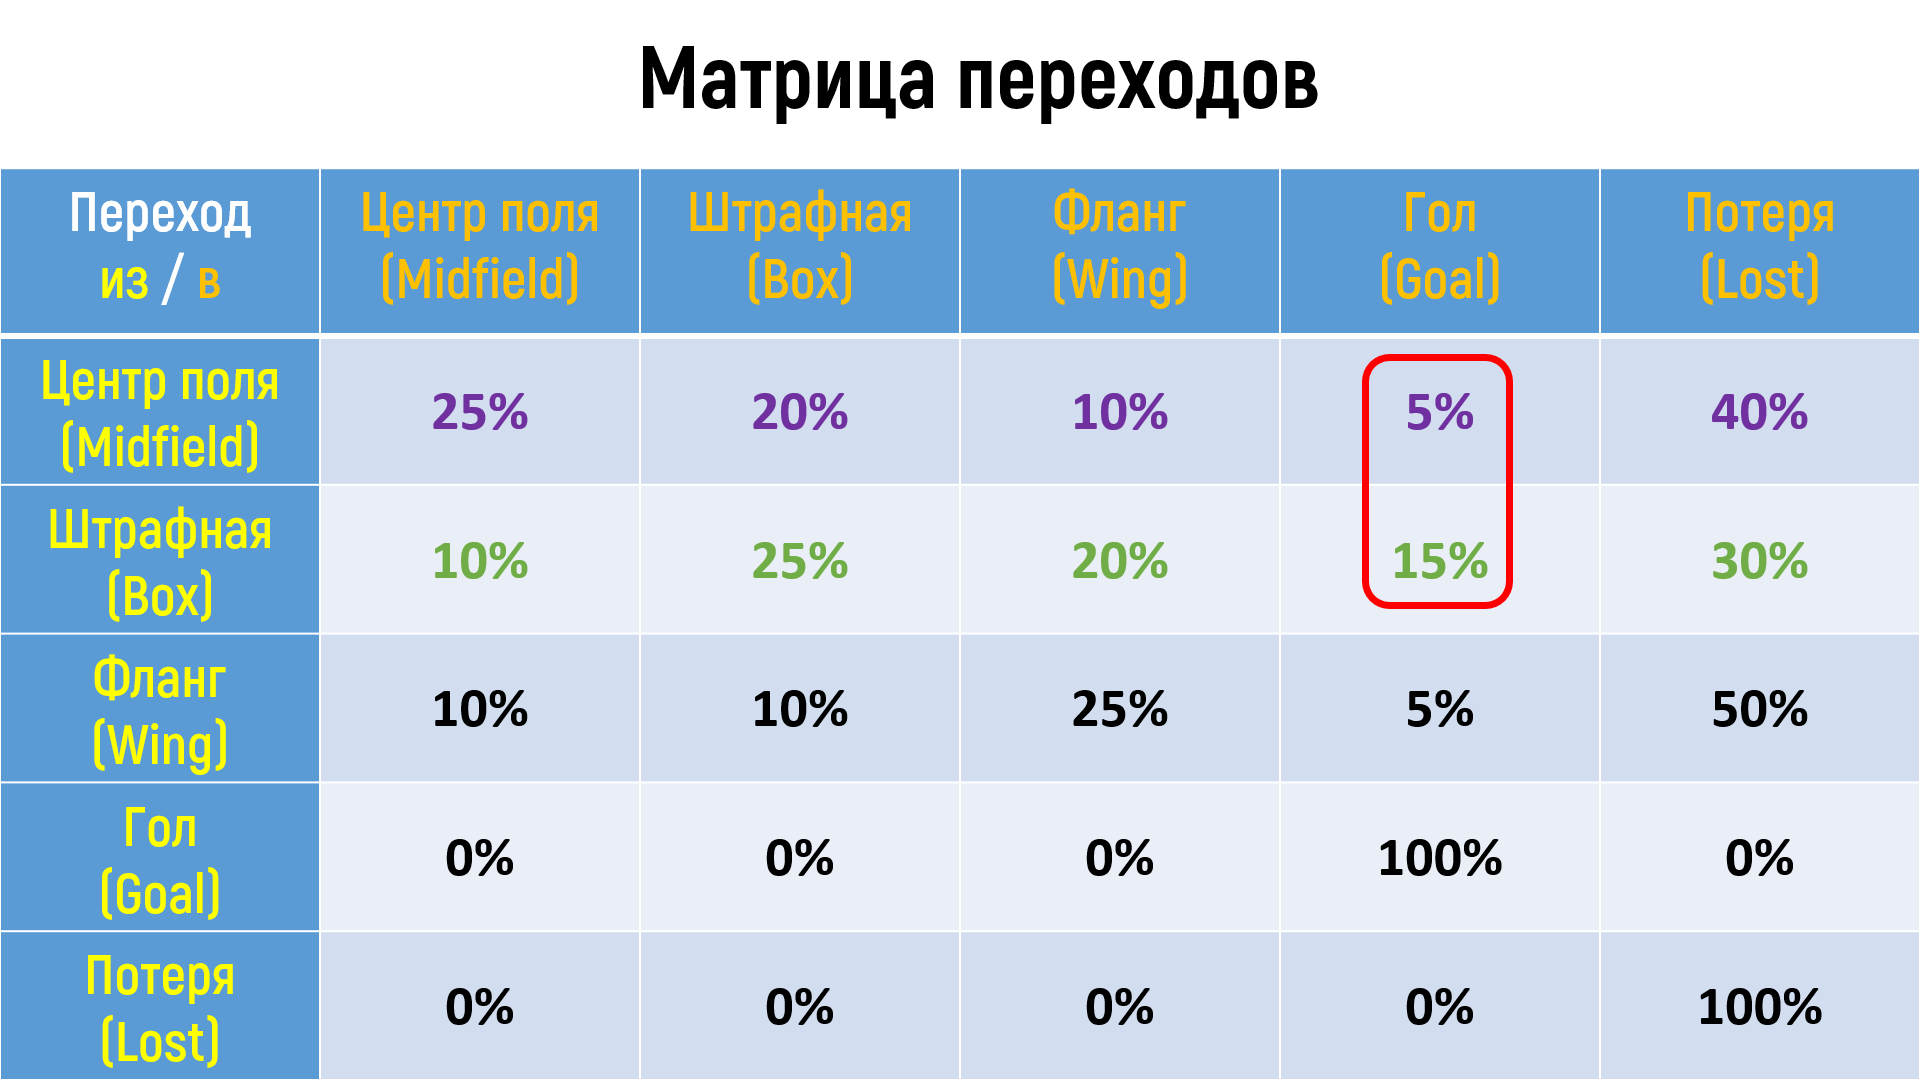 Матрица переходов
Переход
из / в
Центр поля
(Midfield)
Штрафная
(Box)
Фланг
(Wing)
Гол
(Goal)
Потеря
(Lost)
Центр поля
(Midfield)
25%
20%
10%
5%
40%
Штрафная
(Box)
10%
25%
20%
15%
30%
Фланг
(Wing)
10%
10%
25%
5%
50%
Гол
(Goal)
0%
0%
0%
100%
0%
Потеря
(Lost)
0%
0%
0%
0%
100%